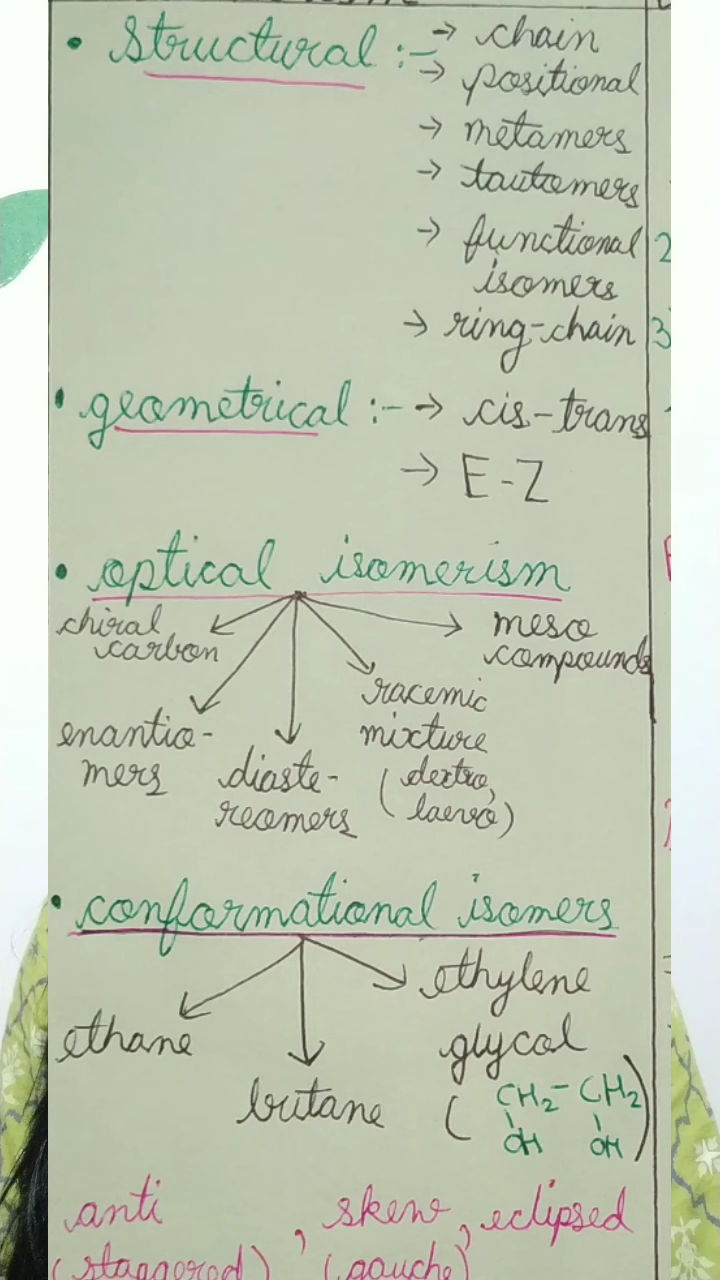 • Structural :- → chain
→ positional
→ metamers
→ tautomers
→ functional
isomers
→ ring-chain
• geometrical :- → cis-trans
→ E-Z
• optical isomerism
chiral
carbon
meso
compounds
enantio-
mers
diaste-
reomers
racemic
mixture
(dextro,
laevo)
• conformational isomers
ethane
butane
ethylene
glycol
(CH2-CH2)
OH OH
anti , skew , eclipsed
(staggered) (gauche)
2
3